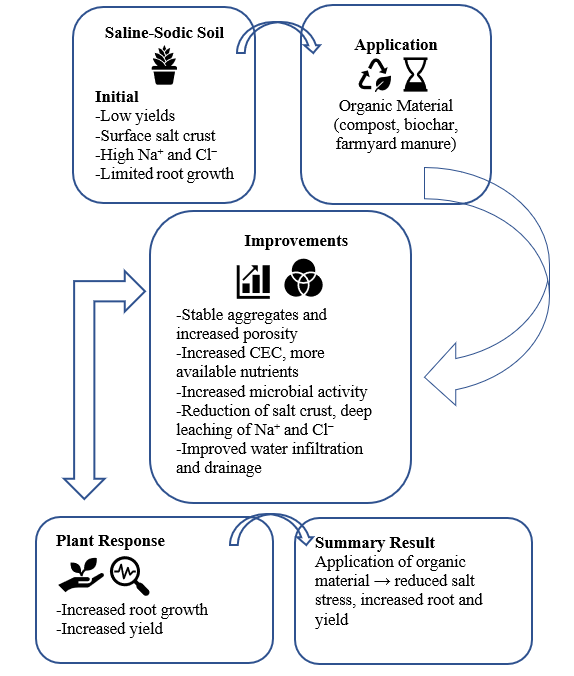 Saline-Sodic Soil
Initial
-Low yields
-Surface salt crust
-High Na⁺ and Cl⁻
-Limited root growth
Application
Organic Material
(compost, biochar,
farmyard manure)
Improvements
-Stable aggregates and
increased porosity
-Increased CEC, more
available nutrients
-Increased microbial activity
-Reduction of salt crust, deep
leaching of Na⁺ and Cl⁻
-Improved water infiltration
and drainage
Plant Response
-Increased root growth
-Increased yield
Summary Result
Application of organic
material → reduced salt
stress, increased root and
yield